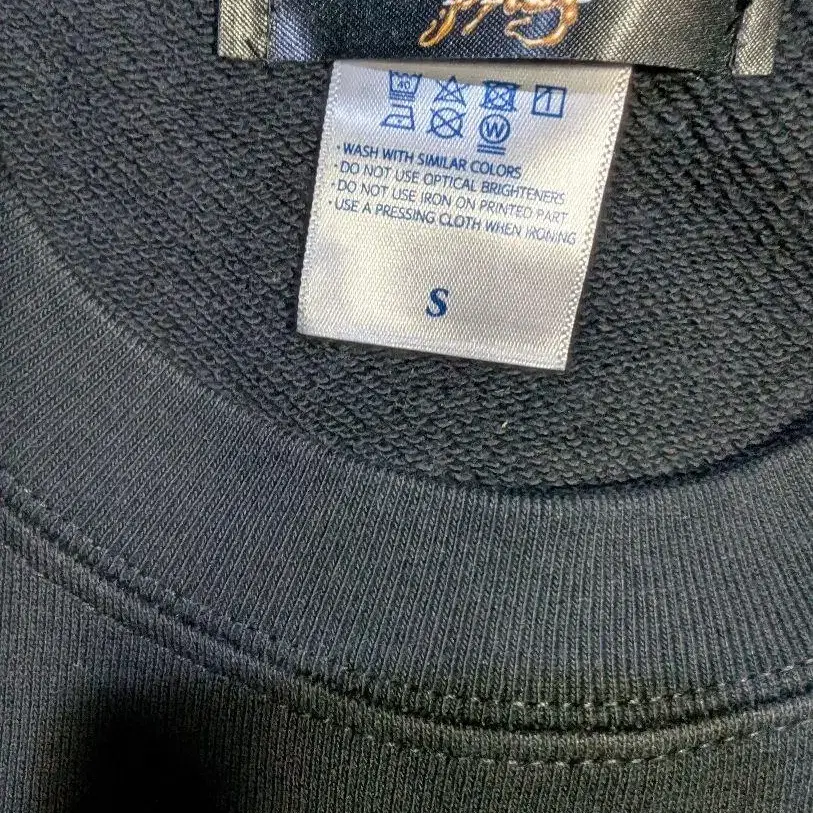 40
W
· WASH WITH SIMILAR COLORS
· DO NOT USE OPTICAL BRIGHTENERS
· DO NOT USE IRON ON PRINTED PART
· USE A PRESSING CLOTH WHEN IRONING
S